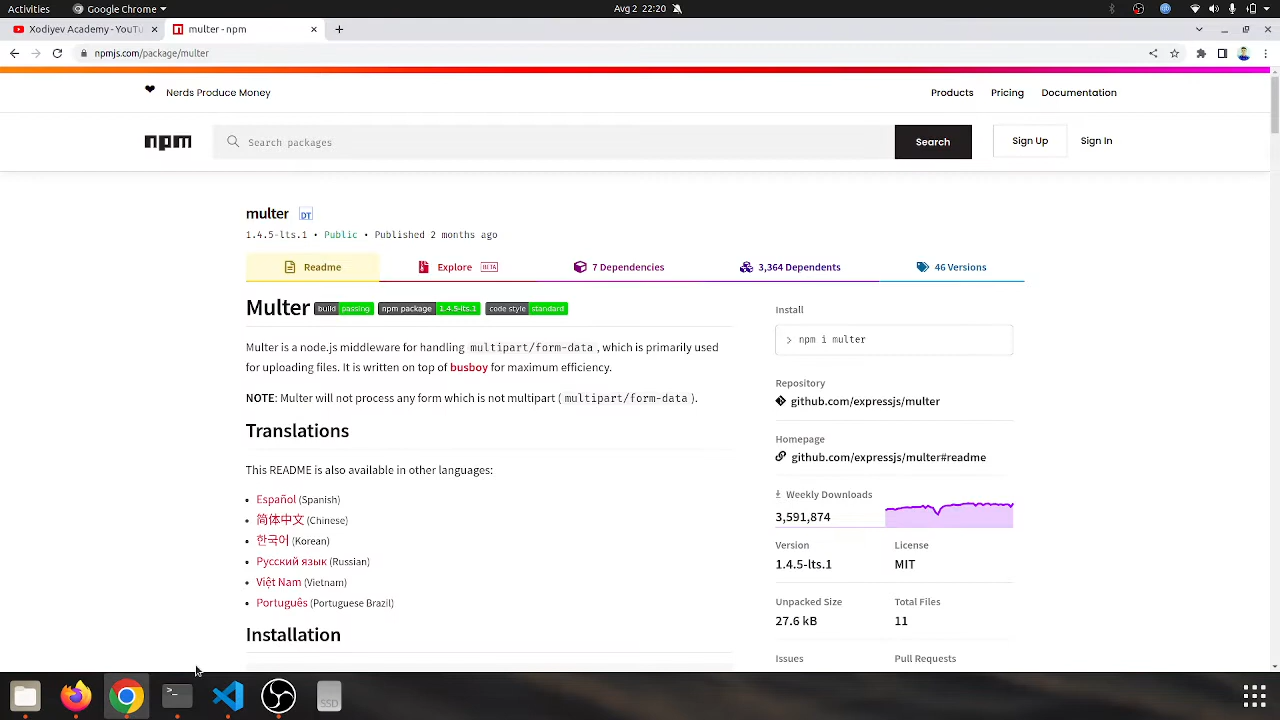 Activities
Google Chrome
Aug 2 22:20
Xodiyev Academy - YouTu
multer - npm
npmjs.com/package/multer
Nerds Produce Money
Products
Pricing
Documentation
npm
Search packages
Search
Sign Up
Sign In
multer DT
1.4.5-lts.1 • Public • Published 2 months ago
Readme
Explore BETA
7 Dependencies
3,364 Dependents
46 Versions
Multer build passing npm package 1.4.5-lts.1 code style standard
Multer is a node.js middleware for handling multipart/form-data, which is primarily used
for uploading files. It is written on top of busboy for maximum efficiency.
NOTE: Multer will not process any form which is not multipart (multipart/form-data).
Translations
This README is also available in other languages:
Español (Spanish)
简体中文 (Chinese)
한국어 (Korean)
Русский язык (Russian)
Việt Nam (Vietnam)
Português (Portuguese Brazil)
Installation
Install
> npm i multer
Repository
github.com/expressjs/multer
Homepage
github.com/expressjs/multer#readme
Weekly Downloads
3,591,874
Version
License
1.4.5-lts.1
MIT
Unpacked Size
Total Files
27.6 kB
11
Issues
Pull Requests
SSD